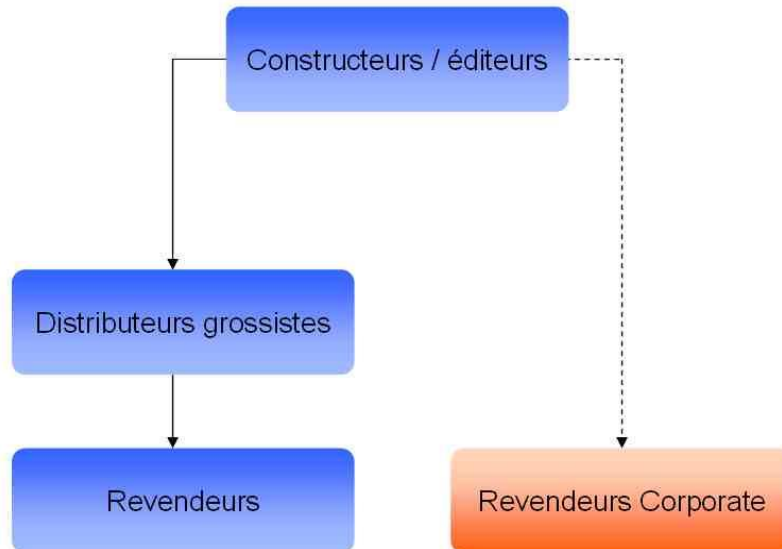 Constructeurs / éditeurs
Distributeurs grossistes
Revendeurs
Revendeurs Corporate